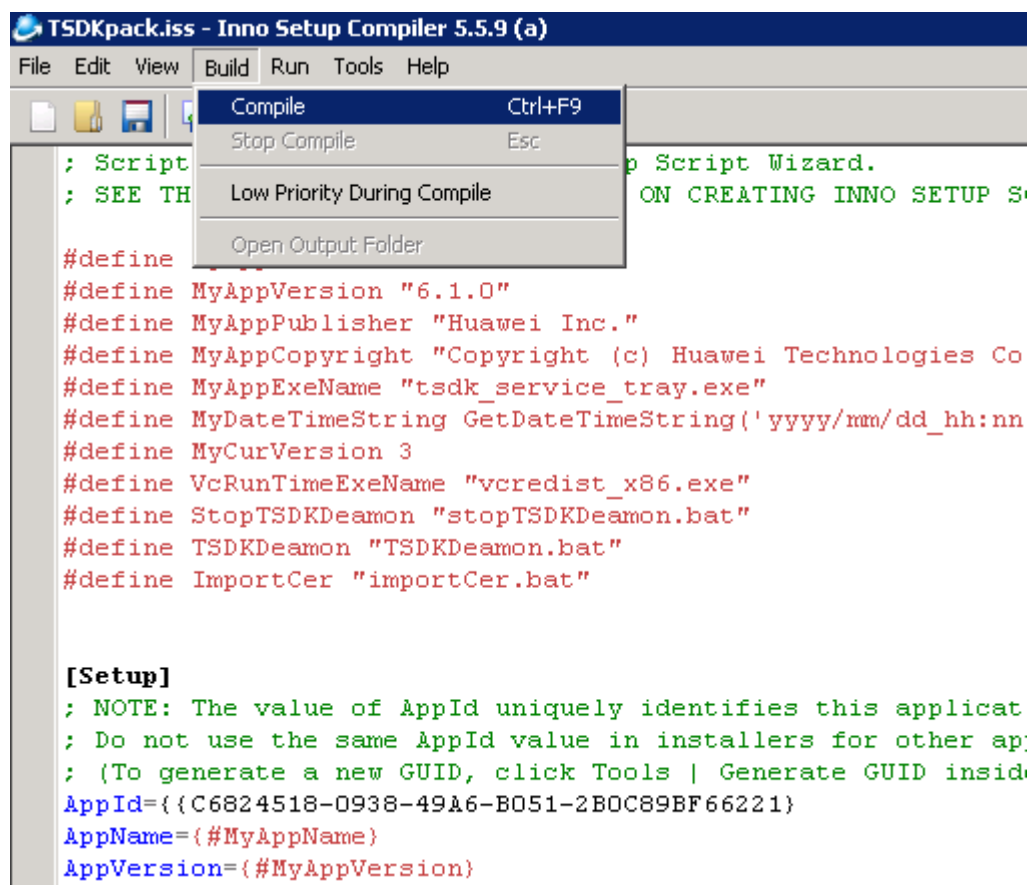 TSDKpack.iss - Inno Setup Compiler 5.5.9 (a)
File Edit View Build Run Tools Help
Compile Ctrl+F9
Stop Compile Esc
Low Priority During Compile
Open Output Folder
; Script p Script Wizard.
; SEE TH ON CREATING INNO SETUP S
#define
#define MyAppVersion "6.1.0"
#define MyAppPublisher "Huawei Inc."
#define MyAppCopyright "Copyright (c) Huawei Technologies Co
#define MyAppExeName "tsdk_service_tray.exe"
#define MyDateTimeString GetDateTimeString('yyyy/mm/dd_hh:nn
#define MyCurVersion 3
#define VcRunTimeExeName "vcredist_x86.exe"
#define StopTSDKDeamon "stopTSDKDeamon.bat"
#define TSDKDeamon "TSDKDeamon.bat"
#define ImportCer "importCer.bat"
[Setup]
; NOTE: The value of AppId uniquely identifies this applicat
; Do not use the same AppId value in installers for other ap
; (To generate a new GUID, click Tools | Generate GUID inside
AppId={{C6824518-0938-49A6-B051-2B0C89BF6622}
AppName={#MyAppName}
AppVersion={#MyAppVersion}